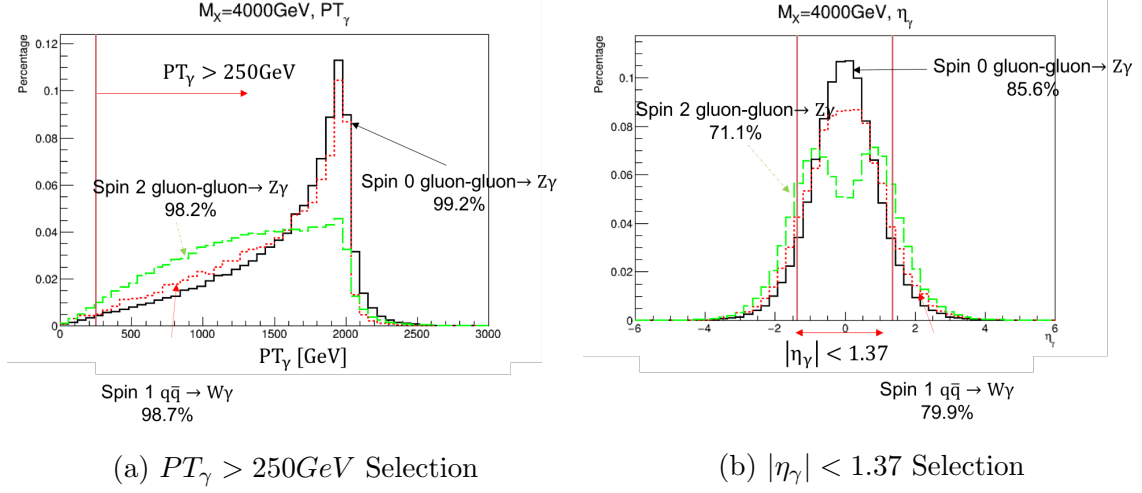 M_X=4000GeV, PT_γ
Percentage
0.12
0.1
0.08
0.06
0.04
0.02
0
PT_γ > 250GeV
Spin 2 gluon-gluon→ Zγ
98.2%
Spin 0 gluon-gluon→ Zγ
99.2%
0 500 1000 1500 2000 2500 3000
PT_γ [GeV]
Spin 1 qq̄ → Wγ
98.7%
(a) PT_γ > 250GeV Selection
M_X=4000GeV, η_γ
Percentage
0.1
0.08
0.06
0.04
0.02
0
Spin 0 gluon-gluon→ Zγ
85.6%
Spin 2 gluon-gluon→ Zγ
71.1%
−6 −4 −2 0 2 4 6
η_γ
|η_γ| < 1.37
Spin 1 qq̄ → Wγ
79.9%
(b) |η_γ| < 1.37 Selection